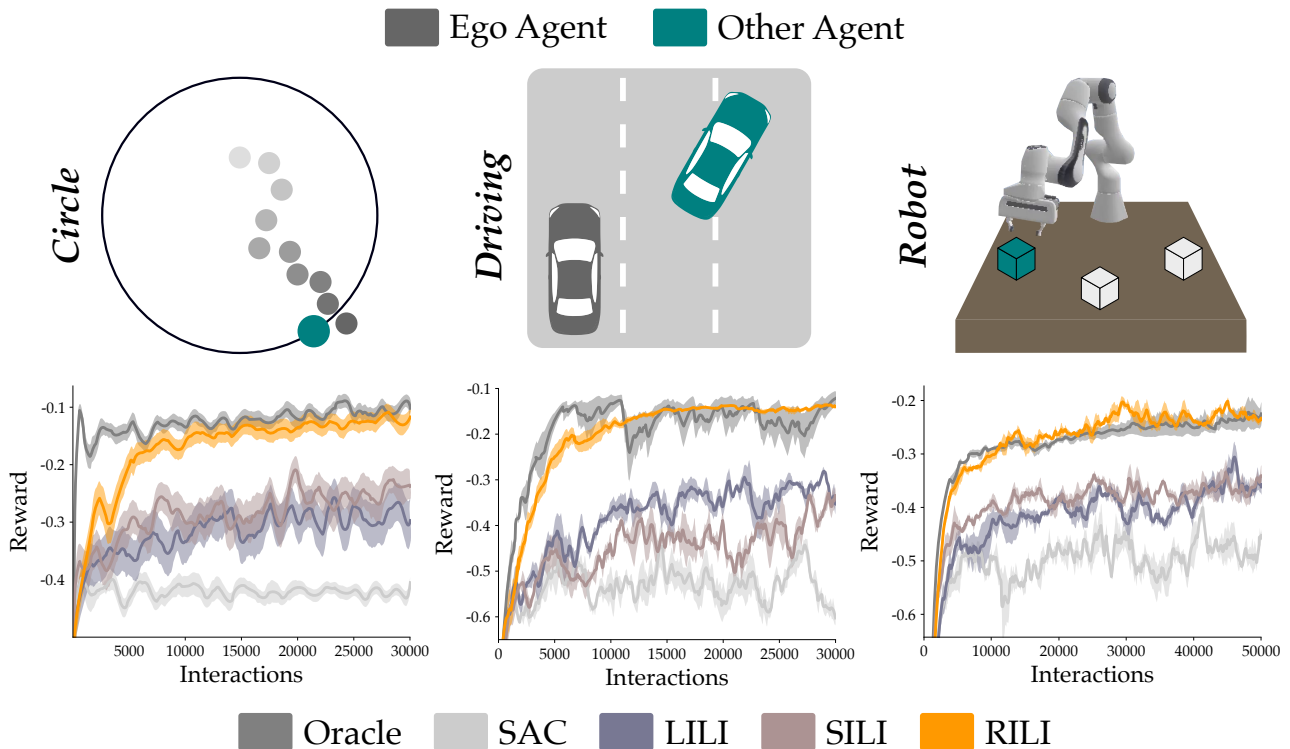 Ego Agent Other Agent
Circle
Driving
Robot
Reward
-0.1
-0.2
-0.3
-0.4
5000 10000 15000 20000 25000 30000
Interactions
Reward
-0.1
-0.2
-0.3
-0.4
-0.5
-0.6
0 5000 10000 15000 20000 25000 30000
Interactions
Reward
-0.2
-0.3
-0.4
-0.5
-0.6
0 10000 20000 30000 40000 50000
Interactions
Oracle SAC LILI SILI RILI